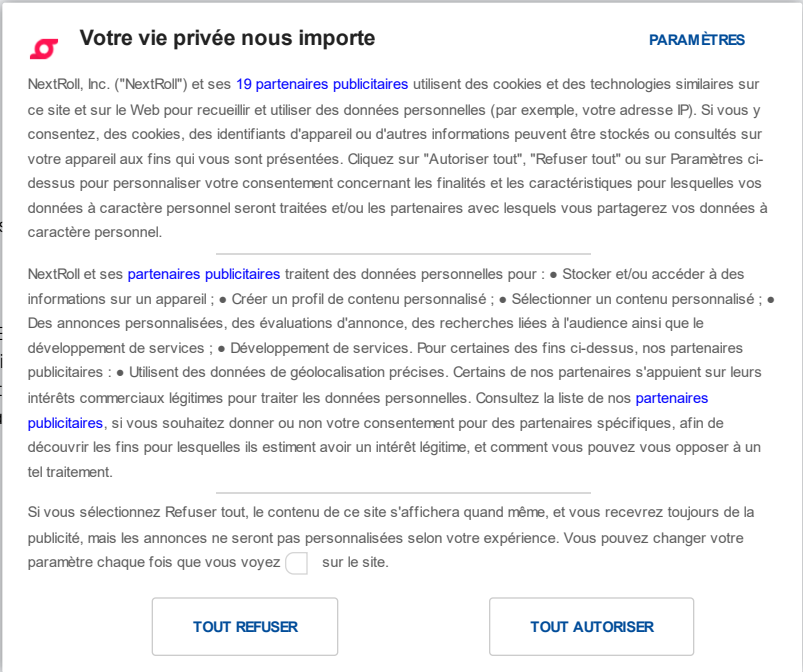 Votre vie privée nous importe
PARAMÈTRES
NextRoll, Inc. ("NextRoll") et ses 19 partenaires publicitaires utilisent des cookies et des technologies similaires sur
ce site et sur le Web pour recueillir et utiliser des données personnelles (par exemple, votre adresse IP). Si vous y
consentez, des cookies, des identifiants d'appareil ou d'autres informations peuvent être stockés ou consultés sur
votre appareil aux fins qui vous sont présentées. Cliquez sur "Autoriser tout", "Refuser tout" ou sur Paramètres ci-
dessus pour personnaliser votre consentement concernant les finalités et les caractéristiques pour lesquelles vos
données à caractère personnel seront traitées et/ou les partenaires avec lesquels vous partagerez vos données à
caractère personnel.
NextRoll et ses partenaires publicitaires traitent des données personnelles pour : ● Stocker et/ou accéder à des
informations sur un appareil ; ● Créer un profil de contenu personnalisé ; ● Sélectionner un contenu personnalisé ; ●
Des annonces personnalisées, des évaluations d'annonce, des recherches liées à l'audience ainsi que le
développement de services ; ● Développement de services. Pour certaines des fins ci-dessus, nos partenaires
publicitaires : ● Utilisent des données de géolocalisation précises. Certains de nos partenaires s'appuient sur leurs
intérêts commerciaux légitimes pour traiter les données personnelles. Consultez la liste de nos partenaires
publicitaires, si vous souhaitez donner ou non votre consentement pour des partenaires spécifiques, afin de
découvrir les fins pour lesquelles ils estiment avoir un intérêt légitime, et comment vous pouvez vous opposer à un
tel traitement.
Si vous sélectionnez Refuser tout, le contenu de ce site s'affichera quand même, et vous recevrez toujours de la
publicité, mais les annonces ne seront pas personnalisées selon votre expérience. Vous pouvez changer votre
paramètre chaque fois que vous voyez sur le site.
TOUT REFUSER
TOUT AUTORISER